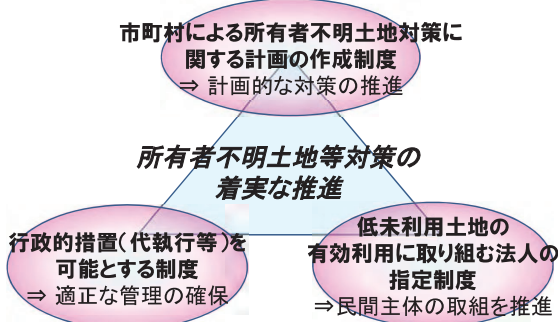 市町村による所有者不明土地対策に
関する計画の作成制度
⇒ 計画的な対策の推進
所有者不明土地等対策の
着実な推進
行政的措置（代執行等）を
可能とする制度
⇒ 適正な管理の確保
低未利用土地の
有効利用に取り組む法人の
指定制度
⇒民間主体の取組を推進